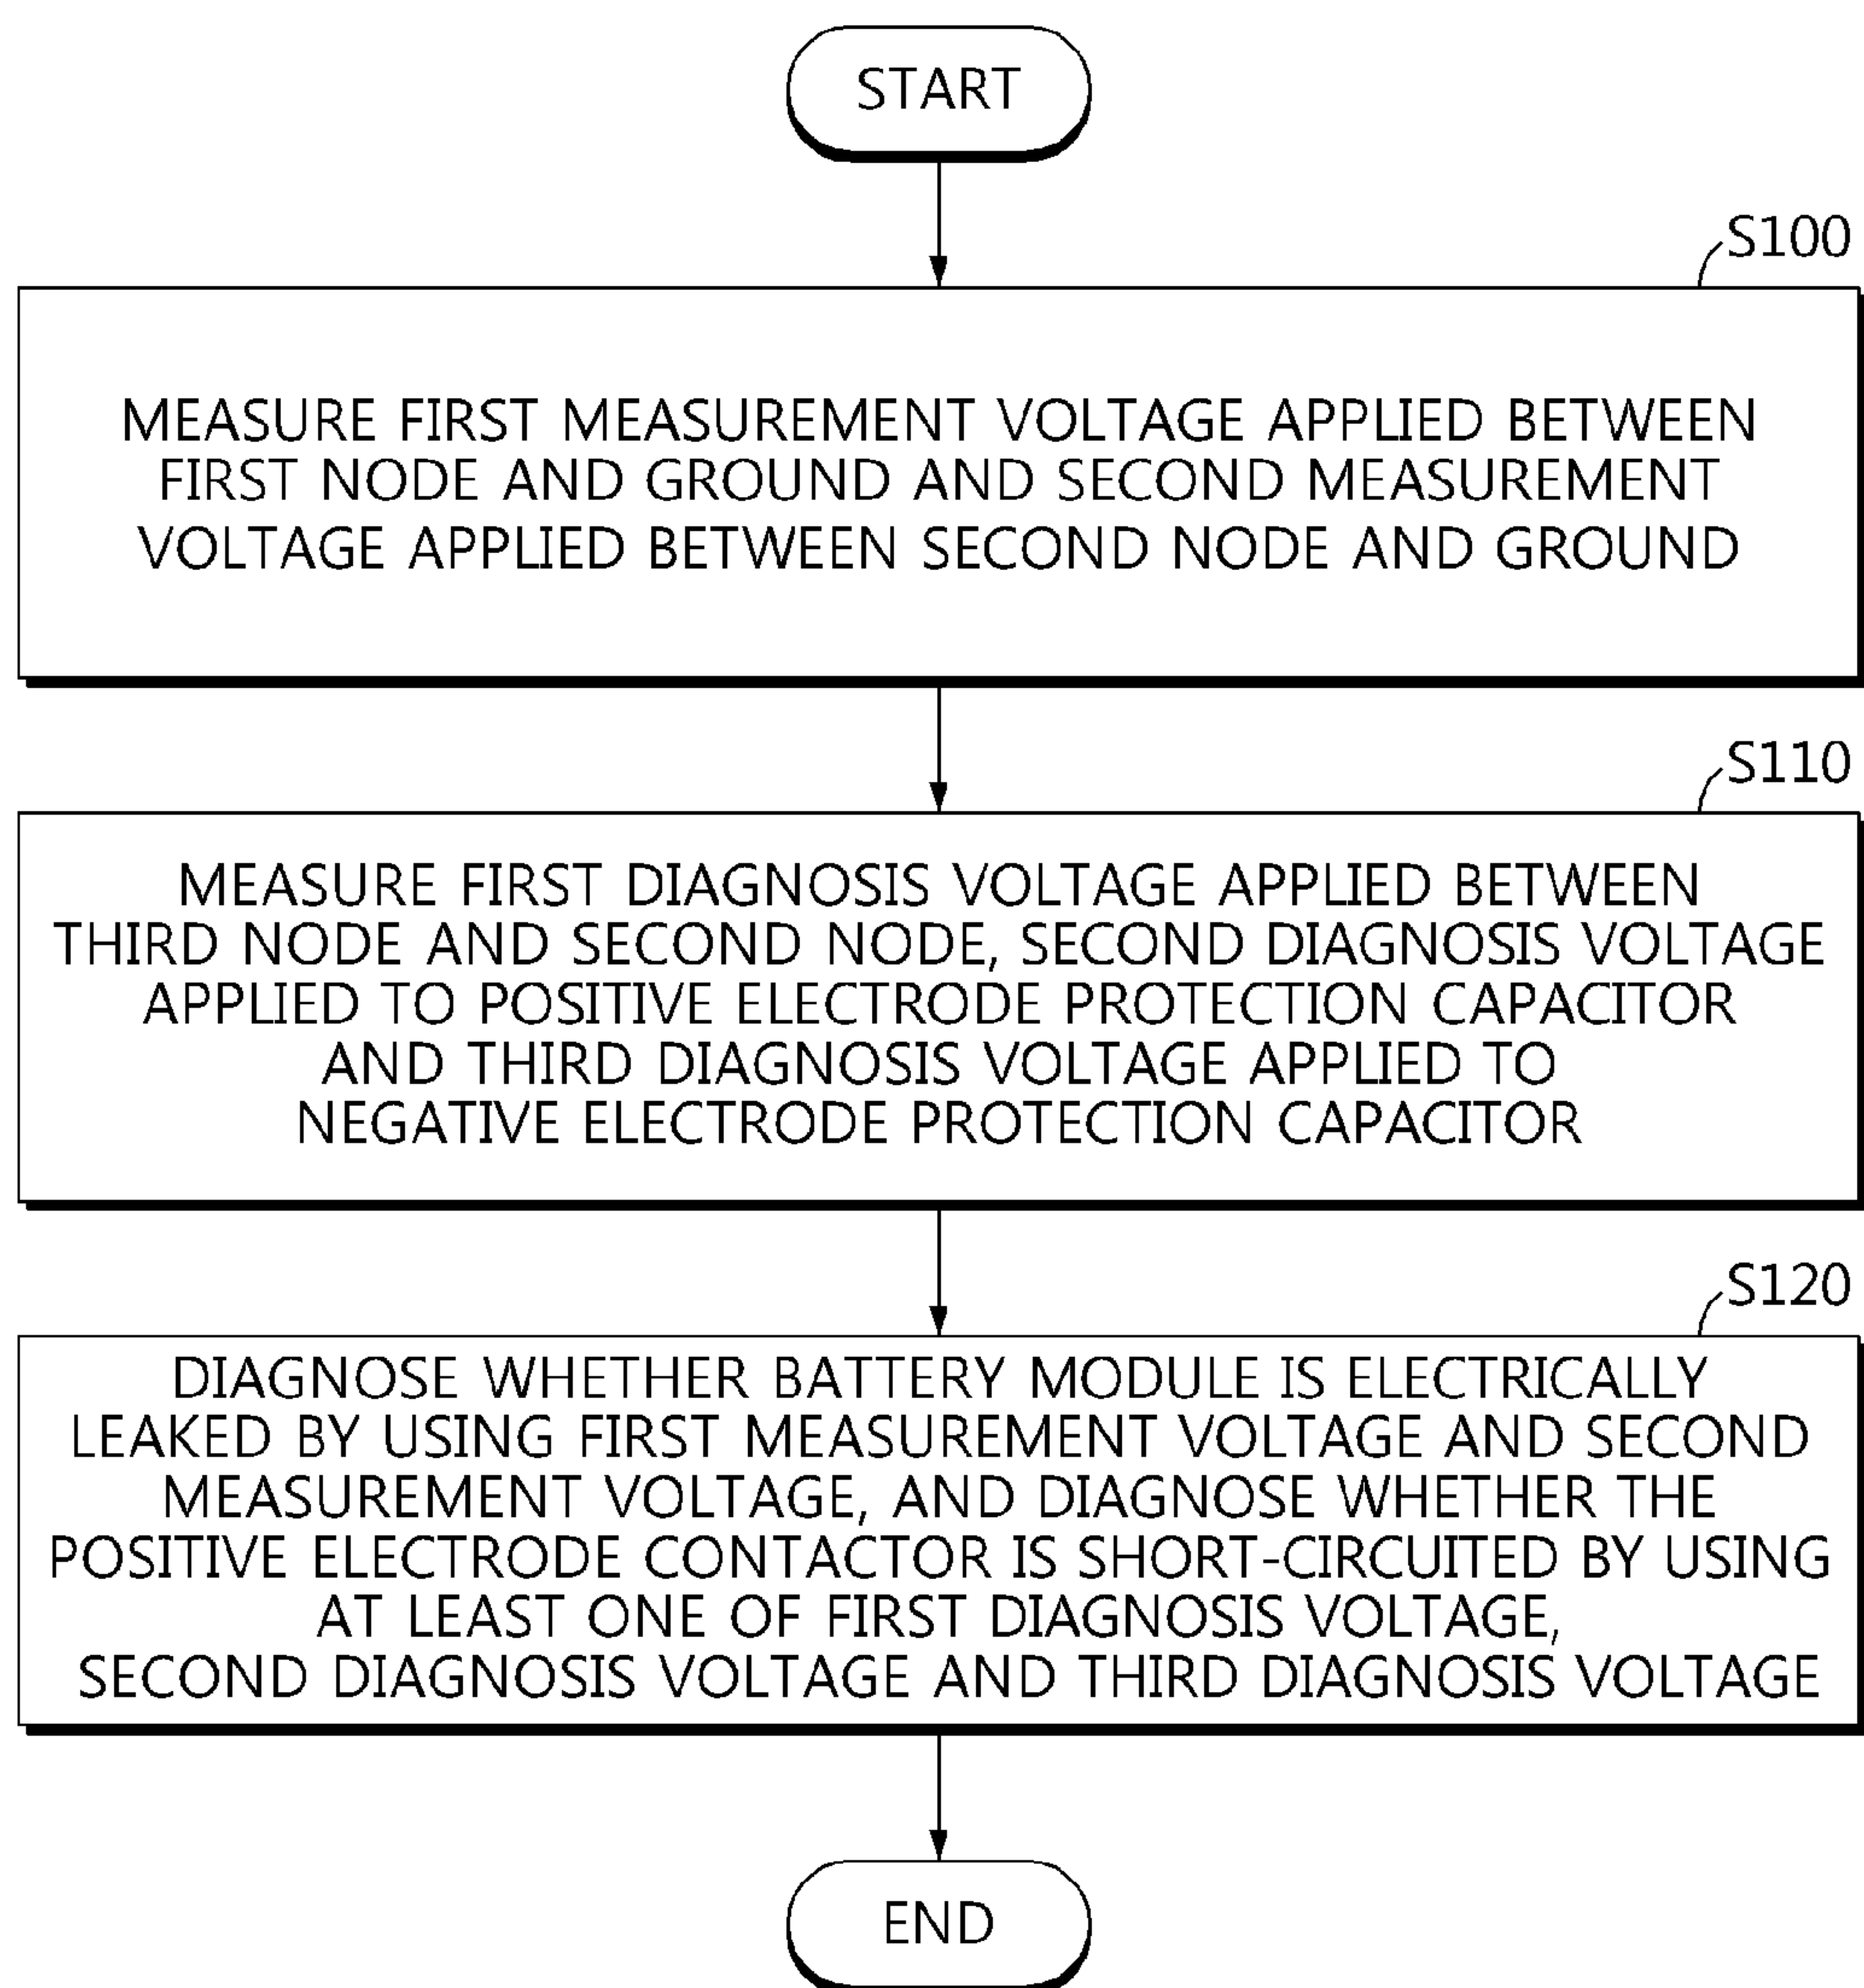 START
S100
MEASURE FIRST MEASUREMENT VOLTAGE APPLIED BETWEEN
FIRST NODE AND GROUND AND SECOND MEASUREMENT
VOLTAGE APPLIED BETWEEN SECOND NODE AND GROUND
S110
MEASURE FIRST DIAGNOSIS VOLTAGE APPLIED BETWEEN
THIRD NODE AND SECOND NODE, SECOND DIAGNOSIS VOLTAGE
APPLIED TO POSITIVE ELECTRODE PROTECTION CAPACITOR
AND THIRD DIAGNOSIS VOLTAGE APPLIED TO
NEGATIVE ELECTRODE PROTECTION CAPACITOR
S120
DIAGNOSE WHETHER BATTERY MODULE IS ELECTRICALLY
LEAKED BY USING FIRST MEASUREMENT VOLTAGE AND SECOND
MEASUREMENT VOLTAGE, AND DIAGNOSE WHETHER THE
POSITIVE ELECTRODE CONTACTOR IS SHORT-CIRCUITED BY USING
AT LEAST ONE OF FIRST DIAGNOSIS VOLTAGE,
SECOND DIAGNOSIS VOLTAGE AND THIRD DIAGNOSIS VOLTAGE
END